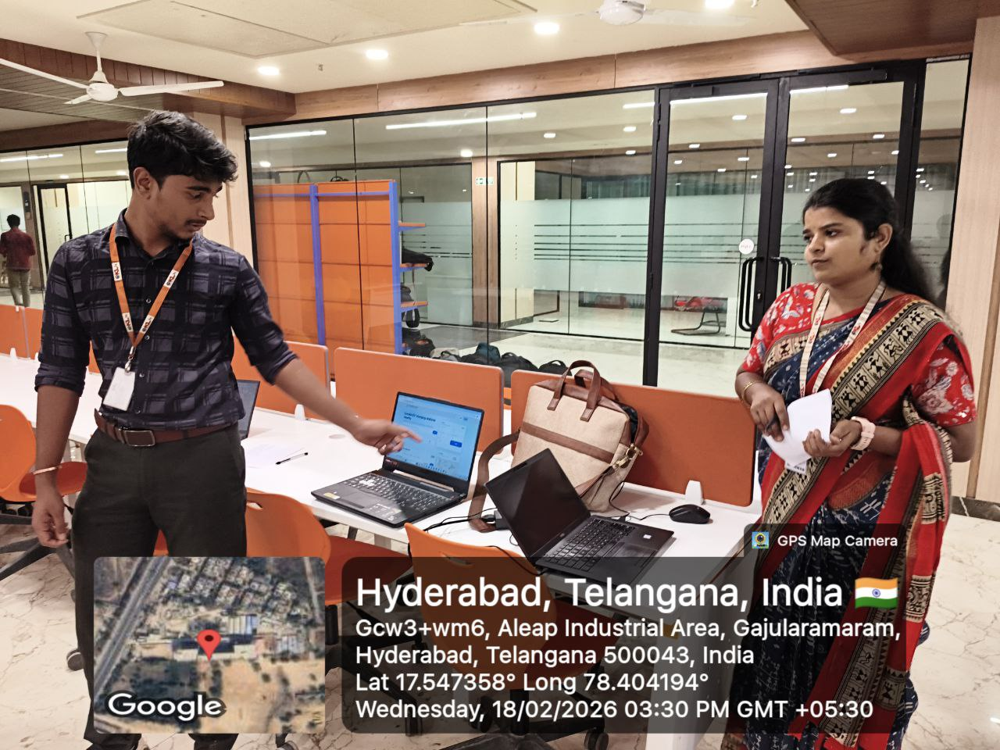 GPS Map Camera
Hyderabad, Telangana, India
Gcw3+wm6, Aleap Industrial Area, Gajularamaram,
Hyderabad, Telangana 500043, India
Lat 17.547358° Long 78.404194°
Wednesday, 18/02/2026 03:30 PM GMT +05:30
Google